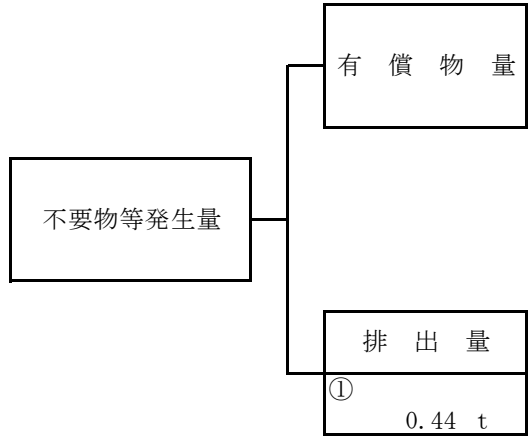 有 償 物 量
不要物等発生量
排 出 量
①
0.44 t